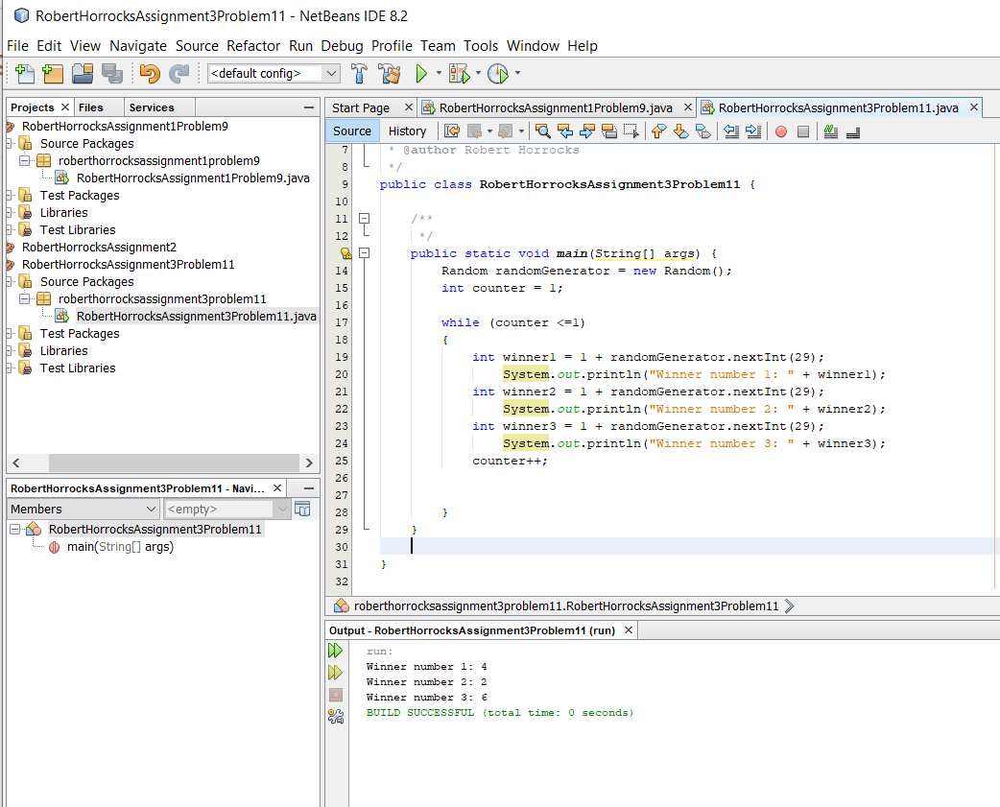 RobertHorrocksAssignment3Problem11 - NetBeans IDE 8.2
File Edit View Navigate Source Refactor Run Debug Profile Team Tools Window Help
<default config>
Projects Files Services
RobertHorrocksAssignment1Problem9
Source Packages
roberthorrocksassignment1problem9
RobertHorrocksAssignment1Problem9.java
Test Packages
Libraries
Test Libraries
RobertHorrocksAssignment2
RobertHorrocksAssignment3Problem11
Source Packages
roberthorrocksassignment3problem11
RobertHorrocksAssignment3Problem11.java
Test Packages
Libraries
Test Libraries
RobertHorrocksAssignment3Problem11 - Navi...
Members <empty>
RobertHorrocksAssignment3Problem11
main(String[] args)
Start Page RobertHorrocksAssignment1Problem9.java RobertHorrocksAssignment3Problem11.java
Source History
7 * @author Robert Horrocks
8 */
9 public class RobertHorrocksAssignment3Problem11 {
10
11 /**
12 */
public static void main(String[] args) {
14 Random randomGenerator = new Random();
15 int counter = 1;
16
17 while (counter <=1)
18 {
19 int winner1 = 1 + randomGenerator.nextInt(29);
20 System.out.println("Winner number 1: " + winner1);
21 int winner2 = 1 + randomGenerator.nextInt(29);
22 System.out.println("Winner number 2: " + winner2);
23 int winner3 = 1 + randomGenerator.nextInt(29);
24 System.out.println("Winner number 3: " + winner3);
25 counter++;
26
27
28 }
29 }
30
31 }
32
roberthorrocksassignment3problem11.RobertHorrocksAssignment3Problem11
Output - RobertHorrocksAssignment3Problem11 (run)
run:
Winner number 1: 4
Winner number 2: 2
Winner number 3: 6
BUILD SUCCESSFUL (total time: 0 seconds)